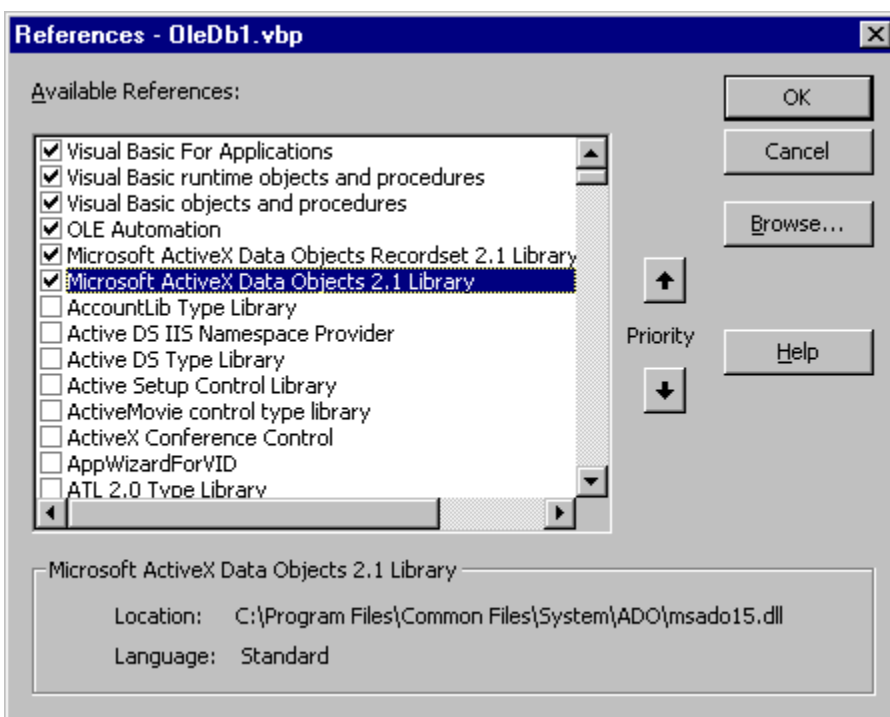 References - OleDb1.vbp
Available References:
OK
Cancel
Browse...
Help
Visual Basic For Applications
Visual Basic runtime objects and procedures
Visual Basic objects and procedures
OLE Automation
Microsoft ActiveX Data Objects Recordset 2.1 Library
Microsoft ActiveX Data Objects 2.1 Library
AccountLib Type Library
Active DS IIS Namespace Provider
Active DS Type Library
Active Setup Control Library
ActiveMovie control type library
ActiveX Conference Control
AppWizardForVID
ATL 2.0 Type Library
Priority
Microsoft ActiveX Data Objects 2.1 Library
Location: C:\Program Files\Common Files\System\ADO\msado15.dll
Language: Standard